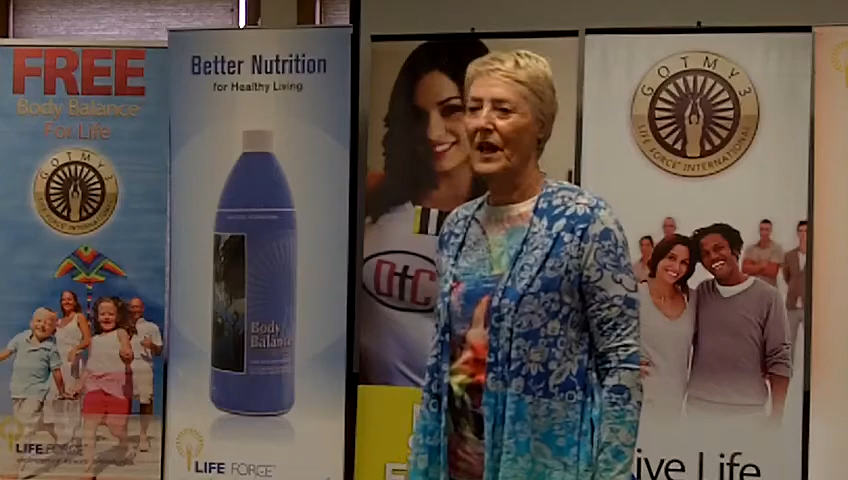 FREE
Body Balance
For Life
GOTMY3
LIFE FORCE INTERNATIONAL
LIFE FORCE
Better Nutrition
for Healthy Living
Body
Balance
LIFE FORCE
OTC
GOTMY3
LIFE FORCE INTERNATIONAL
ive Life